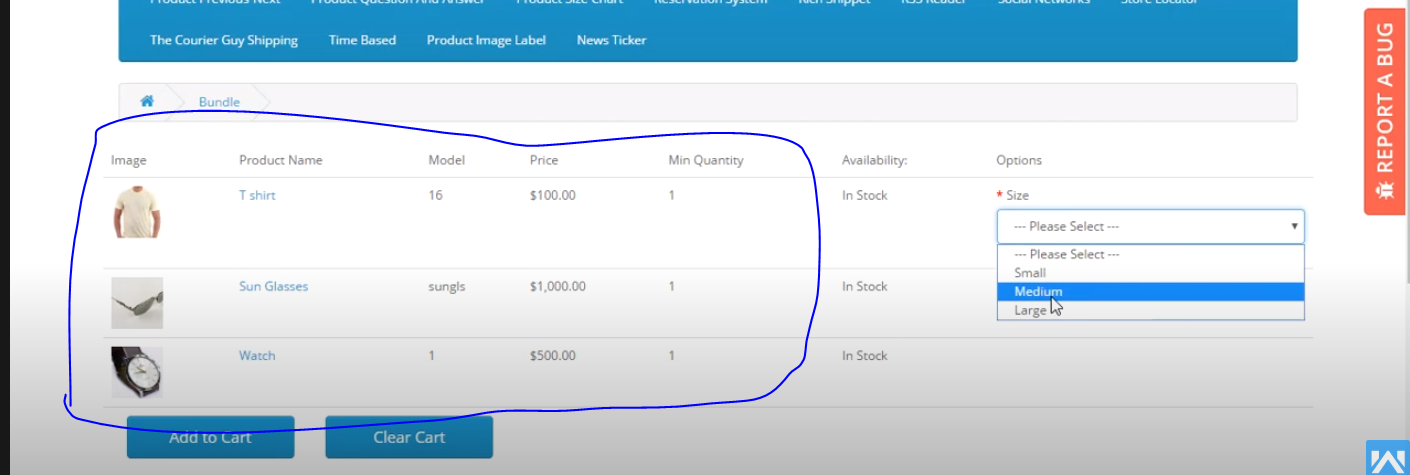 Product Previous Next Product Question And Answer Product Size Chart Reservation System Rich Snippet RSS Reader Social Networks Store Locator
The Courier Guy Shipping Time Based Product Image Label News Ticker
REPORT A BUG
Bundle
Image Product Name Model Price Min Quantity Availability: Options
T shirt 16 $100.00 1 In Stock * Size
--- Please Select ---
--- Please Select ---
Small
Sun Glasses sungls $1,000.00 1 In Stock
Medium
Large
Watch 1 $500.00 1 In Stock
Add to Cart Clear Cart